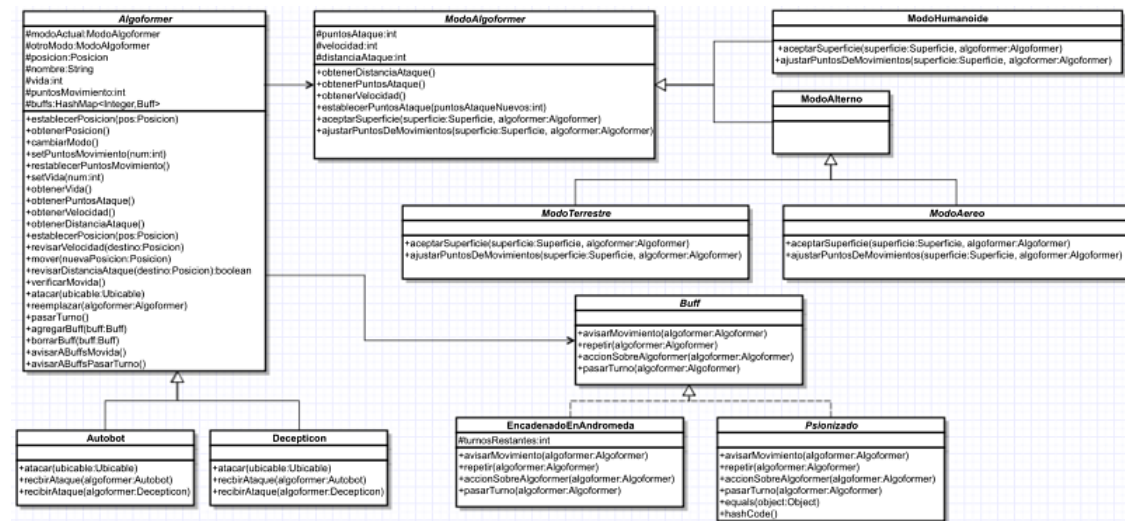 Algoformer
#modoActual:ModoAlgoformer
#otroModo:ModoAlgoformer
#posicion:Posicion
#nombre:String
#vida:int
#puntosMovimiento:int
#buffs:HashMap<Integer,Buff>
+establecerPosicion(pos:Posicion)
+obtenerPosicion()
+cambiarModo()
+setPuntosMovimiento(num:int)
+restablecerPuntosMovimiento()
+setVida(num:int)
+obtenerVida()
+obtenerPuntosAtaque()
+obtenerVelocidad()
+obtenerDistanciaAtaque()
+establecerPosicion(pos:Posicion)
+revisarVelocidad(destino:Posicion)
+mover(nuevaPosicion:Posicion)
+revisarDistanciaAtaque(destino:Posicion):boolean
+verificarMovida()
+atacar(ubicable:Ubicable)
+reemplazar(algoformer:Algoformer)
+pasarTurno()
+agregarBuff(buff:Buff)
+borrarBuff(buff:Buff)
+avisarABuffsMovida()
+avisarABuffsPasarTurno()
ModoAlgoformer
#puntosAtaque:int
#velocidad:int
#distanciaAtaque:int
+obtenerDistanciaAtaque()
+obtenerPuntosAtaque()
+obtenerVelocidad()
+establecerPuntosAtaque(puntosAtaqueNuevos:int)
+aceptarSuperficie(superficie:Superficie, algoformer:Algoformer)
+ajustarPuntosDeMovimientos(superficie:Superficie, algoformer:Algoformer)
ModoHumanoide
+aceptarSuperficie(superficie:Superficie, algoformer:Algoformer)
+ajustarPuntosDeMovimientos(superficie:Superficie, algoformer:Algoformer)
ModoAlterno
ModoTerrestre
+aceptarSuperficie(superficie:Superficie, algoformer:Algoformer)
+ajustarPuntosDeMovimientos(superficie:Superficie, algoformer:Algoformer)
ModoAereo
+aceptarSuperficie(superficie:Superficie, algoformer:Algoformer)
+ajustarPuntosDeMovimientos(superficie:Superficie, algoformer:Algoformer)
Buff
+avisarMovimiento(algoformer:Algoformer)
+repetir(algoformer:Algoformer)
+accionSobreAlgoformer(algoformer:Algoformer)
+pasarTurno(algoformer:Algoformer)
Autobot
+atacar(ubicable:Ubicable)
+recbirAtaque(algoformer:Autobot)
+recibirAtaque(algoformer:Decepticon)
Decepticon
+atacar(ubicable:Ubicable)
+recbirAtaque(algoformer:Autobot)
+recibirAtaque(algoformer:Decepticon)
EncadenadoEnAndromeda
#turnosRestantes:int
+avisarMovimiento(algoformer:Algoformer)
+repetir(algoformer:Algoformer)
+accionSobreAlgoformer(algoformer:Algoformer)
+pasarTurno(algoformer:Algoformer)
Psionizado
+avisarMovimiento(algoformer:Algoformer)
+repetir(algoformer:Algoformer)
+accionSobreAlgoformer(algoformer:Algoformer)
+pasarTurno(algoformer:Algoformer)
+equals(object:Object)
+hashCode()